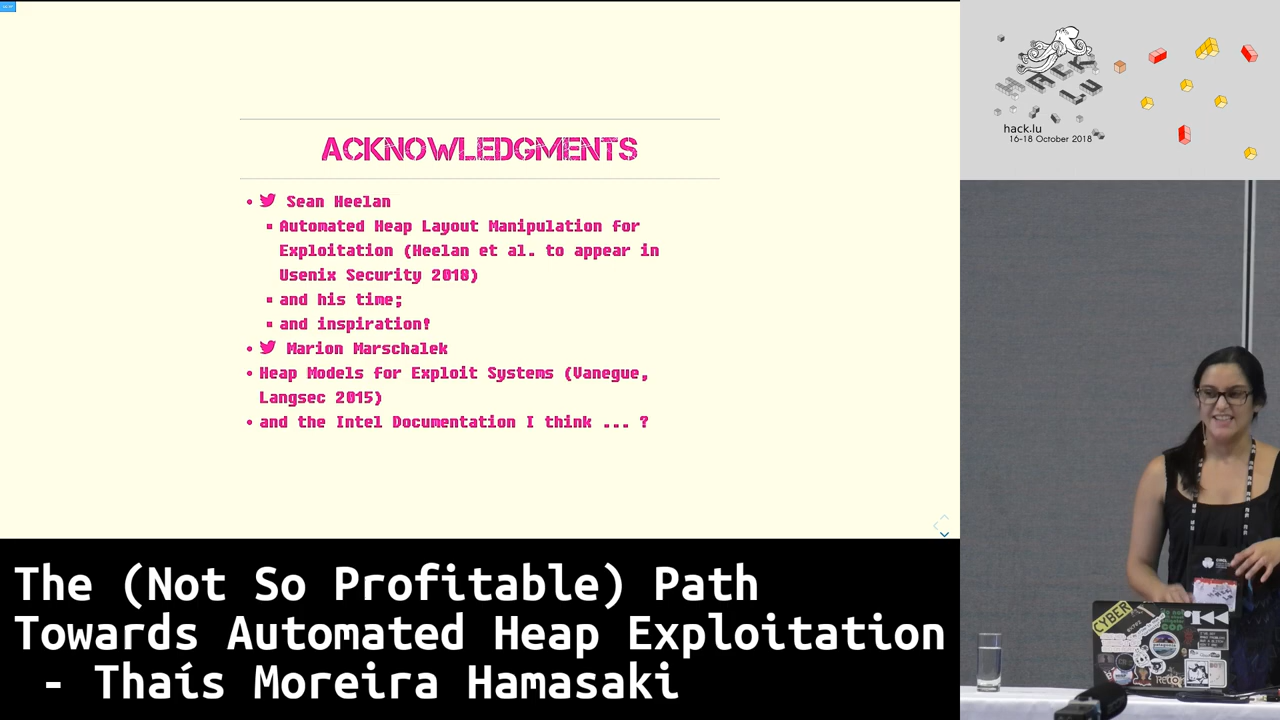 ACKNOWLEDGMENTS
Sean Heelan
Automated Heap Layout Manipulation for
Exploitation (Heelan et al. to appear in
Usenix Security 2018)
and his time;
and inspiration!
Marion Marschalek
Heap Models for Exploit Systems (Vanegue,
Langsec 2015)
and the Intel Documentation I think ... ?
HACK
LU
hack.lu
16-18 October 2018
CYBER
The (Not So Profitable) Path
Towards Automated Heap Exploitation
- Thaís Moreira Hamasaki